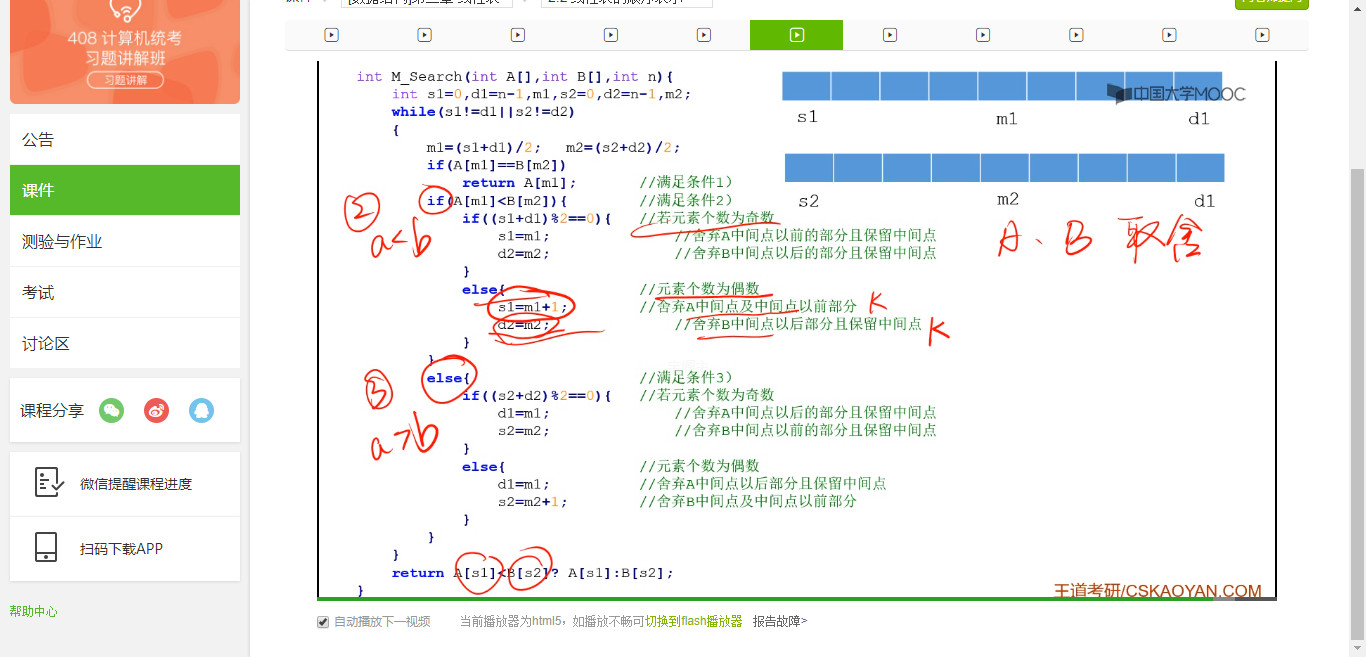 408 计算机统考
习题讲解班
习题讲解
公告
课件
测验与作业
考试
讨论区
课程分享
微信提醒课程进度
扫码下载APP
帮助中心
int M_Search(int A[],int B[],int n){
int s1=0,d1=n-1,m1,s2=0,d2=n-1,m2;
while(s1!=d1||s2!=d2)
{
m1=(s1+d1)/2; m2=(s2+d2)/2;
if(A[m1]==B[m2])
return A[m1]; //满足条件1)
if(A[m1]<B[m2]){ //满足条件2)
if((s1+d1)%2==0){ //若元素个数为奇数
s1=m1; //舍弃A中间点以前的部分且保留中间点
d2=m2; //舍弃B中间点以后的部分且保留中间点
}
else{ //元素个数为偶数
s1=m1+1; //舍弃A中间点及中间点以前部分
d2=m2; //舍弃B中间点以后部分且保留中间点
}
}
else{ //满足条件3)
if((s2+d2)%2==0){ //若元素个数为奇数
d1=m1; //舍弃A中间点以后的部分且保留中间点
s2=m2; //舍弃B中间点以前的部分且保留中间点
}
else{ //元素个数为偶数
d1=m1; //舍弃A中间点以后部分且保留中间点
s2=m2+1; //舍弃B中间点及中间点以前部分
}
}
}
return A[s1]<B[s2]? A[s1]:B[s2];
}
② a<b
K
K
③ a>b
中国大学MOOC
s1 m1 d1
s2 m2 d1
A、B 取舍
王道考研/CSKAOYAN.COM
自动播放下一视频 当前播放器为html5，如播放不畅可切换到flash播放器 报告故障>